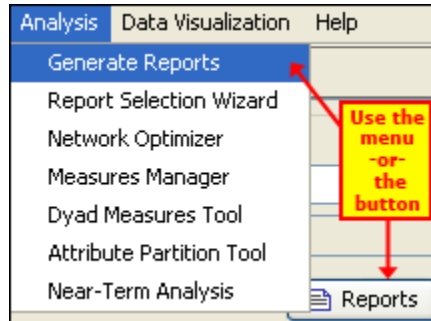 Analysis Data Visualization Help
Generate Reports
Report Selection Wizard
Network Optimizer
Measures Manager
Dyad Measures Tool
Attribute Partition Tool
Near-Term Analysis
Use the
menu
-or-
the
button
Reports